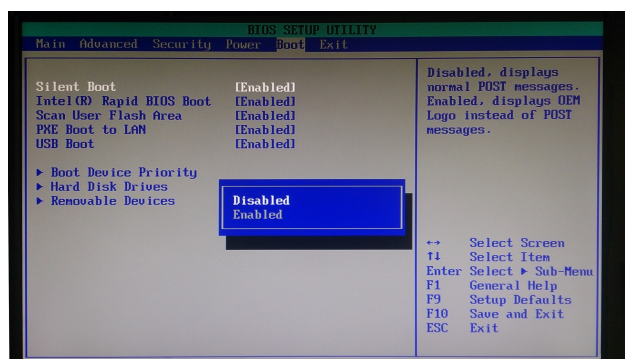 BIOS SETUP UTILITY
Main Advanced Security Power Boot Exit
Silent Boot [Enabled]
Intel(R) Rapid BIOS Boot [Enabled]
Scan User Flash Area [Enabled]
PXE Boot to LAN [Enabled]
USB Boot [Enabled]
▶ Boot Device Priority
▶ Hard Disk Drives
▶ Removable Devices
Disabled
Enabled
Disabled, displays
normal POST messages.
Enabled, displays OEM
Logo instead of POST
messages.
↔ Select Screen
↑↓ Select Item
Enter Select ▶ Sub-Menu
F1 General Help
F9 Setup Defaults
F10 Save and Exit
ESC Exit